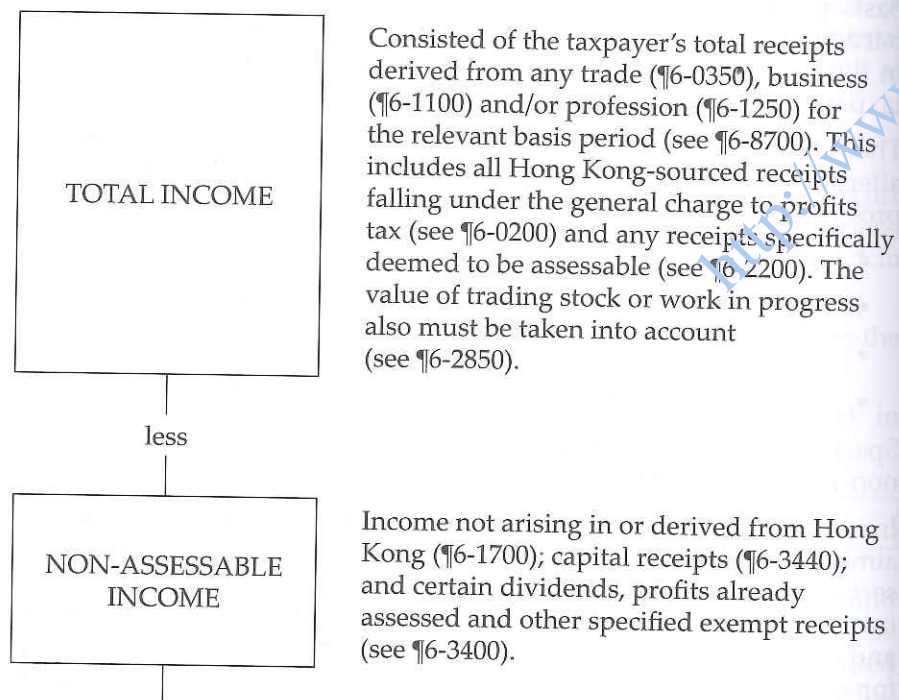 TOTAL INCOME
Consisted of the taxpayer's total receipts
derived from any trade (¶6-0350), business
(¶6-1100) and/or profession (¶6-1250) for
the relevant basis period (see ¶6-8700). This
includes all Hong Kong-sourced receipts
falling under the general charge to profits
tax (see ¶6-0200) and any receipts specifically
deemed to be assessable (see ¶6-2200). The
value of trading stock or work in progress
also must be taken into account
(see ¶6-2850).
http://www
less
NON-ASSESSABLE
INCOME
Income not arising in or derived from Hong
Kong (¶6-1700); capital receipts (¶6-3440);
and certain dividends, profits already
assessed and other specified exempt receipts
(see ¶6-3400).